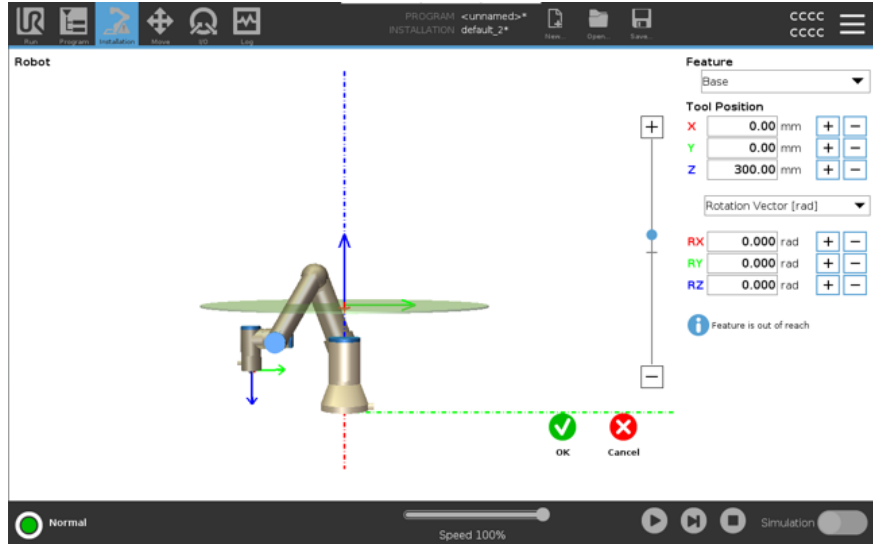 UR
PROGRAM <unnamed>*
INSTALLATION default_2*
Run
Program
Installation
Move
I/O
Log
New...
Open...
Save...
cccc
cccc
Robot
Feature
Base
Tool Position
X 0.00 mm + −
Y 0.00 mm + −
Z 300.00 mm + −
Rotation Vector [rad]
RX 0.000 rad + −
RY 0.000 rad + −
RZ 0.000 rad + −
i Feature is out of reach
+
−
OK
Cancel
Normal
Speed 100%
Simulation